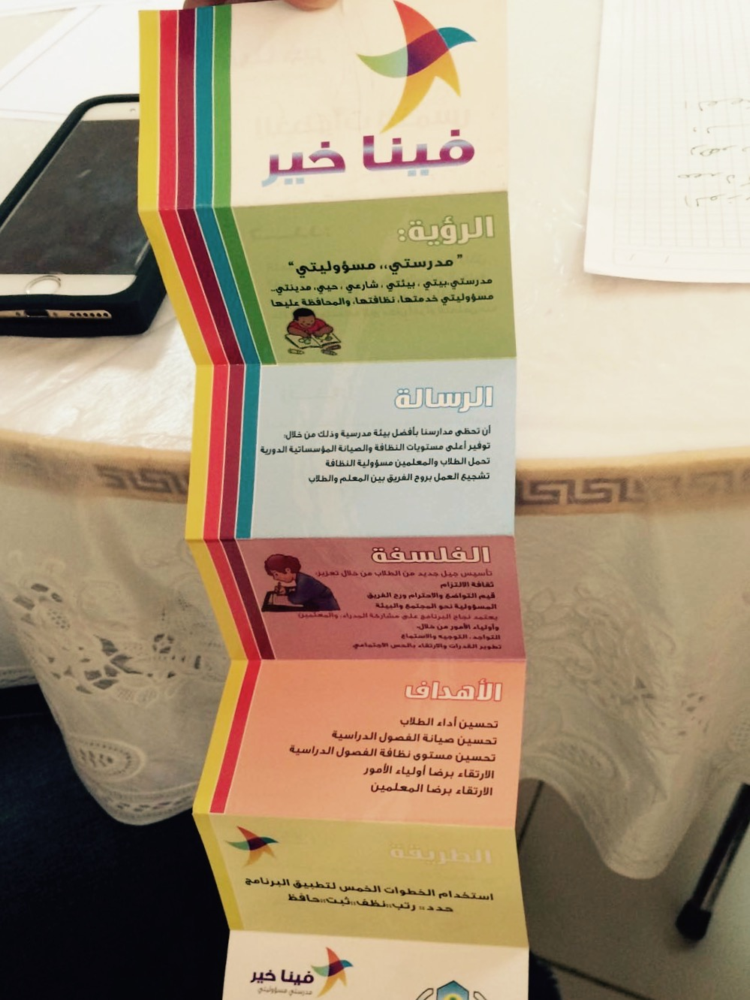 فينا خير
الرؤية:
” مدرستي،، مسؤوليتي“
مدرستي،بيتي ، بيئتي ، شارعي ، حيي، مدينتي..
مسؤوليتي خدمتها، نظافتها، والمحافظة عليها
الرسالة
أن تحظى مدارسنا بأفضل بيئة مدرسية وذلك من خلال:
توفير أعلى مستويات النظافة والصيانة المؤسساتية الدورية
تحمل الطلاب والمعلمين مسؤولية النظافة
تشجيع العمل بروح الفريق بين المعلم والطلاب
الفلسفة
تأسيس جيل جديد من الطلاب من خلال تعزيز:
ثقافة الالتزام
قيم التواضع والاحترام ورح الفريق
المسؤولية نحو المجتمع والبيئة
يعتمد نجاح البرنامج على مشاركة المدراء، والمعلمين
وأولياء الأمور من خلال:
التواجد ، التوجيه والاستماع
تطوير القدرات والارتقاء بالحس الاجتماعي
الأهداف
تحسين أداء الطلاب
تحسين صيانة الفصول الدراسية
تحسين مستوى نظافة الفصول الدراسية
الارتقاء برضا أولياء الأمور
الارتقاء برضا المعلمين
الطريقة
استخدام الخطوات الخمس لتطبيق البرنامج
حدد:: رتب::نظف::ثبت::حافظ
فينا خير
مدرستي مسؤوليتي